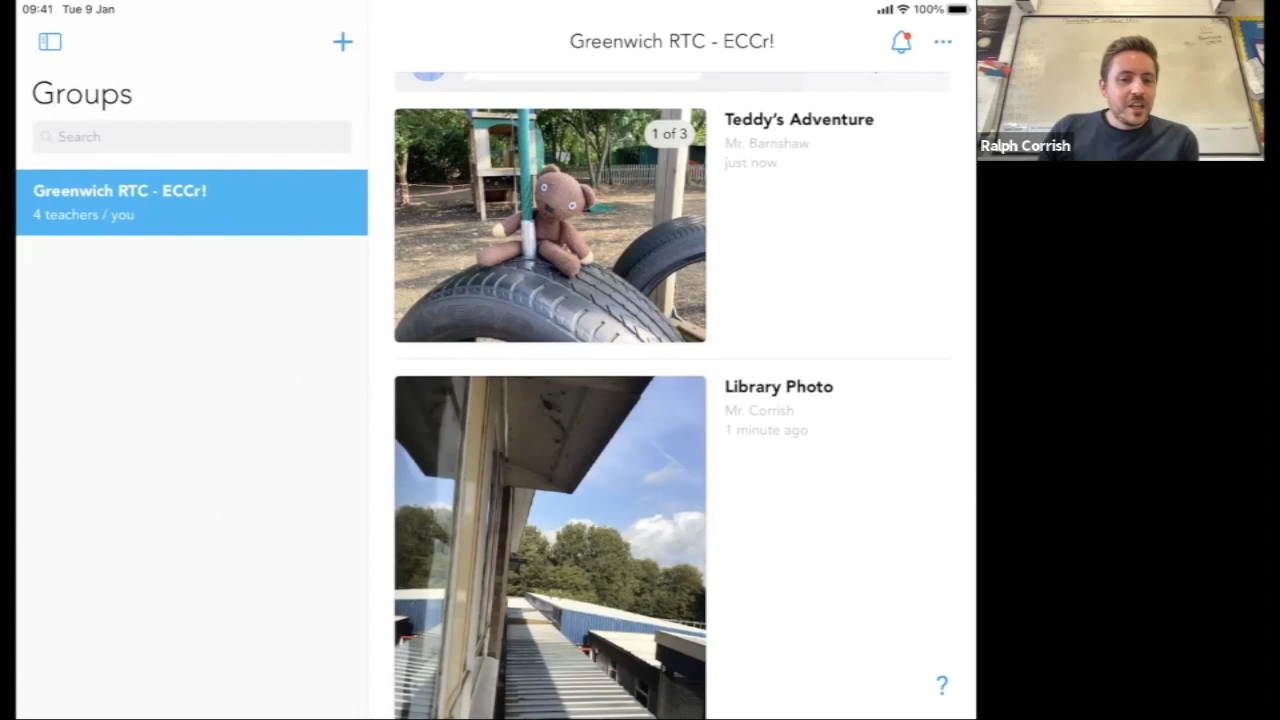 09:41 Tue 9 Jan
100%
Greenwich RTC - ECCr!
Groups
Search
Greenwich RTC - ECCr!
4 teachers / you
1 of 3
Teddy's Adventure
Mr. Barnshaw
just now
Library Photo
Mr. Corrish
1 minute ago
?
Ralph Corrish